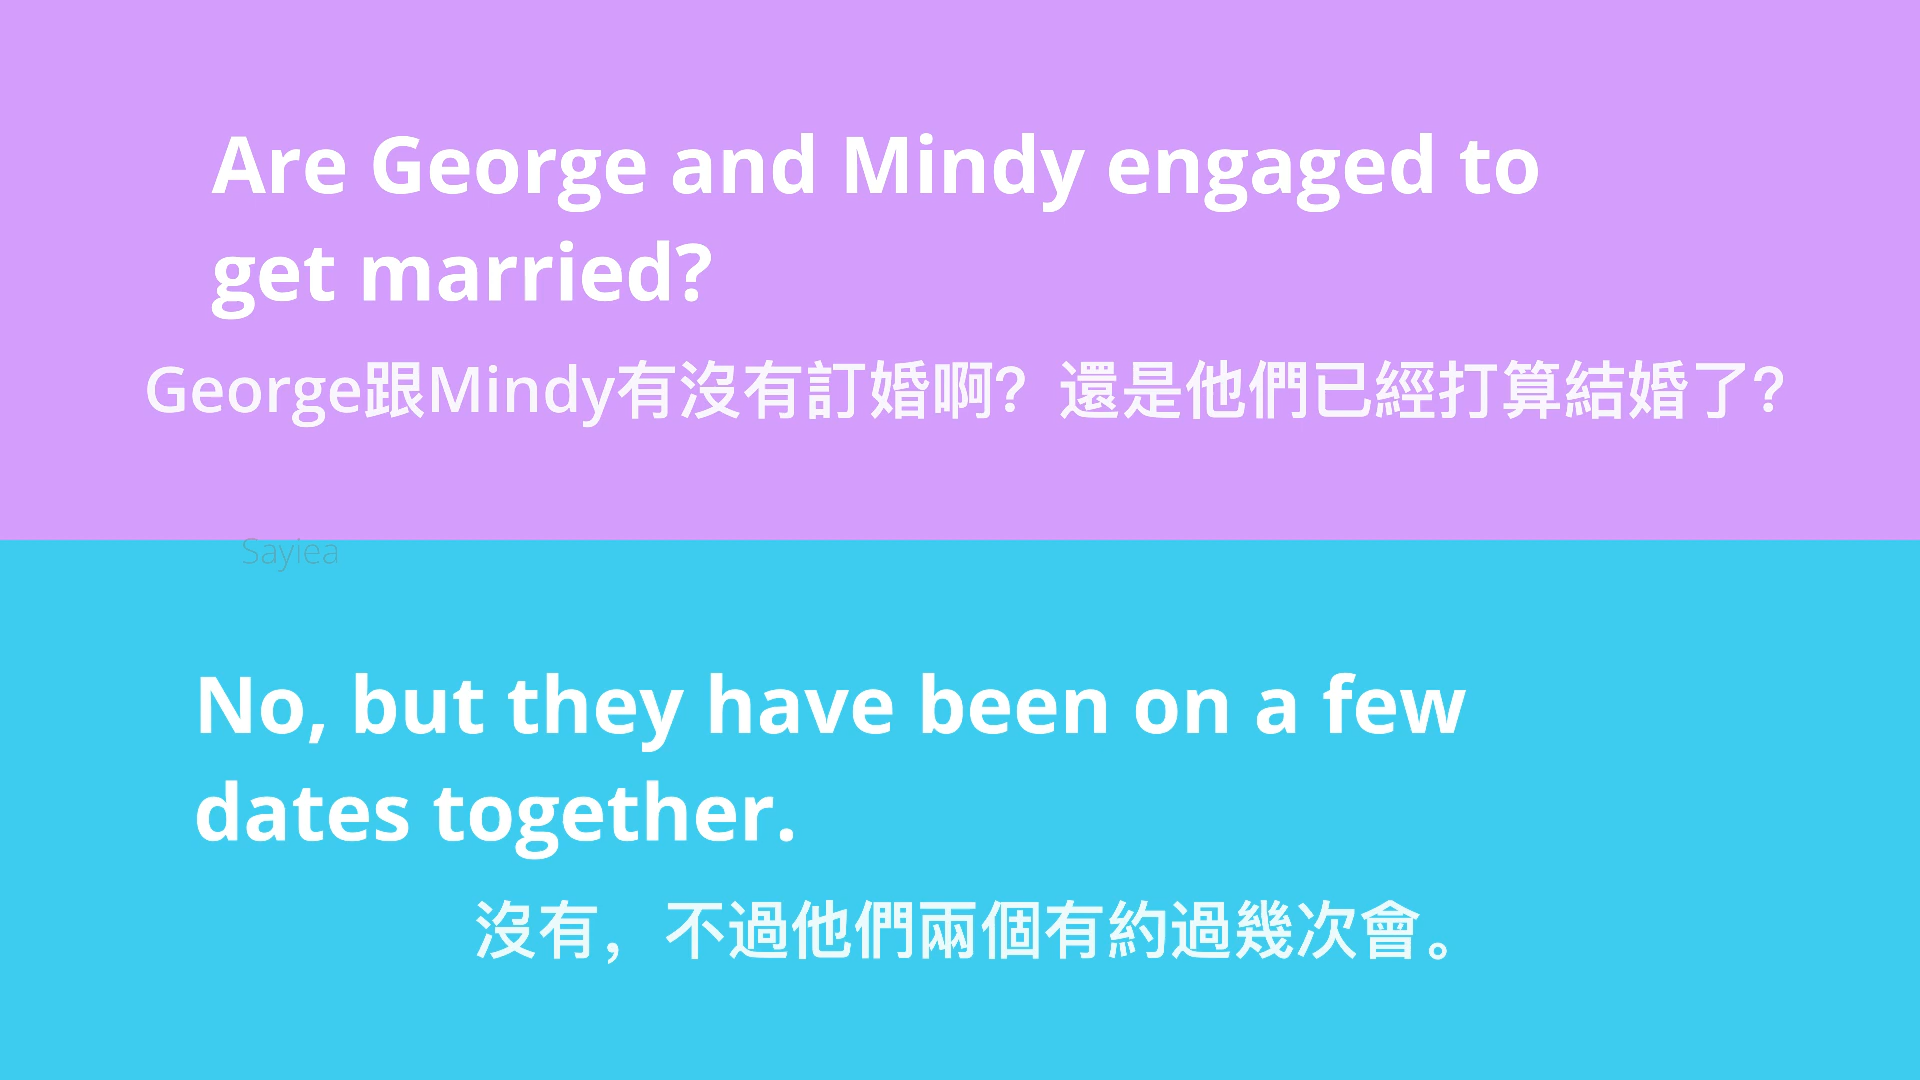 Are George and Mindy engaged to
get married?
George跟Mindy有沒有訂婚啊？還是他們已經打算結婚了？
Sayiea
No, but they have been on a few
dates together.
沒有，不過他們兩個有約過幾次會。